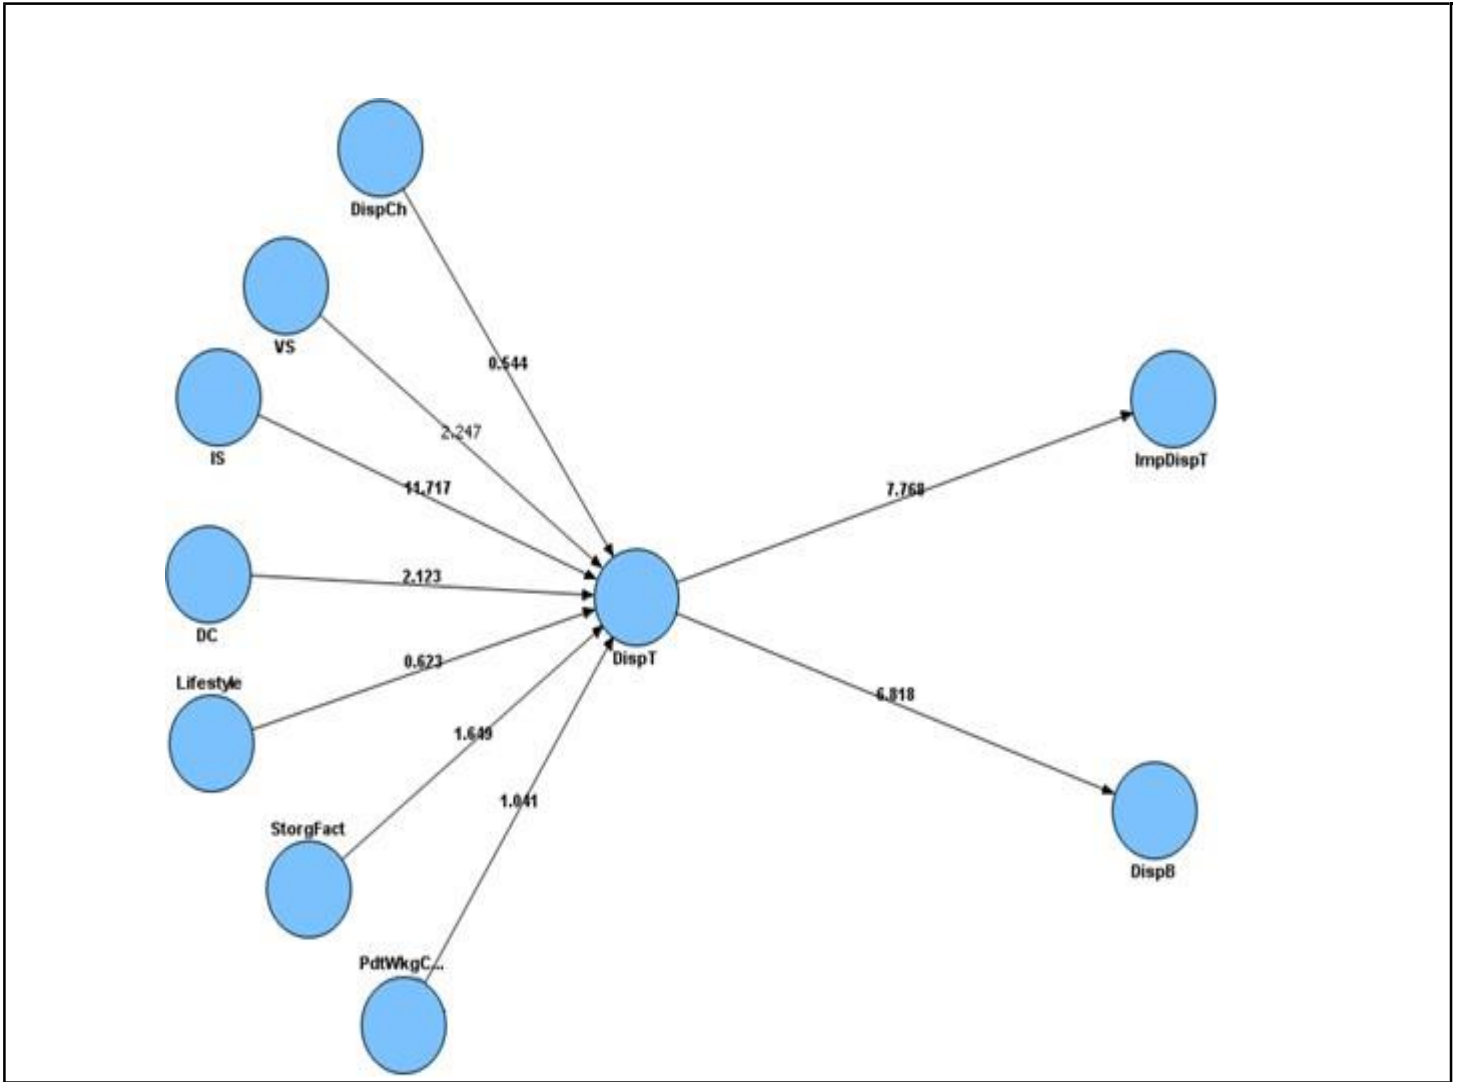 DispCh
VS
0.544
IS
2.247
ImpDispT
11.717
7.768
DC
2.123
Lifestyle
0.623
DispT
StorgFact
1.649
6.818
1.041
DispB
PdtWkgC...